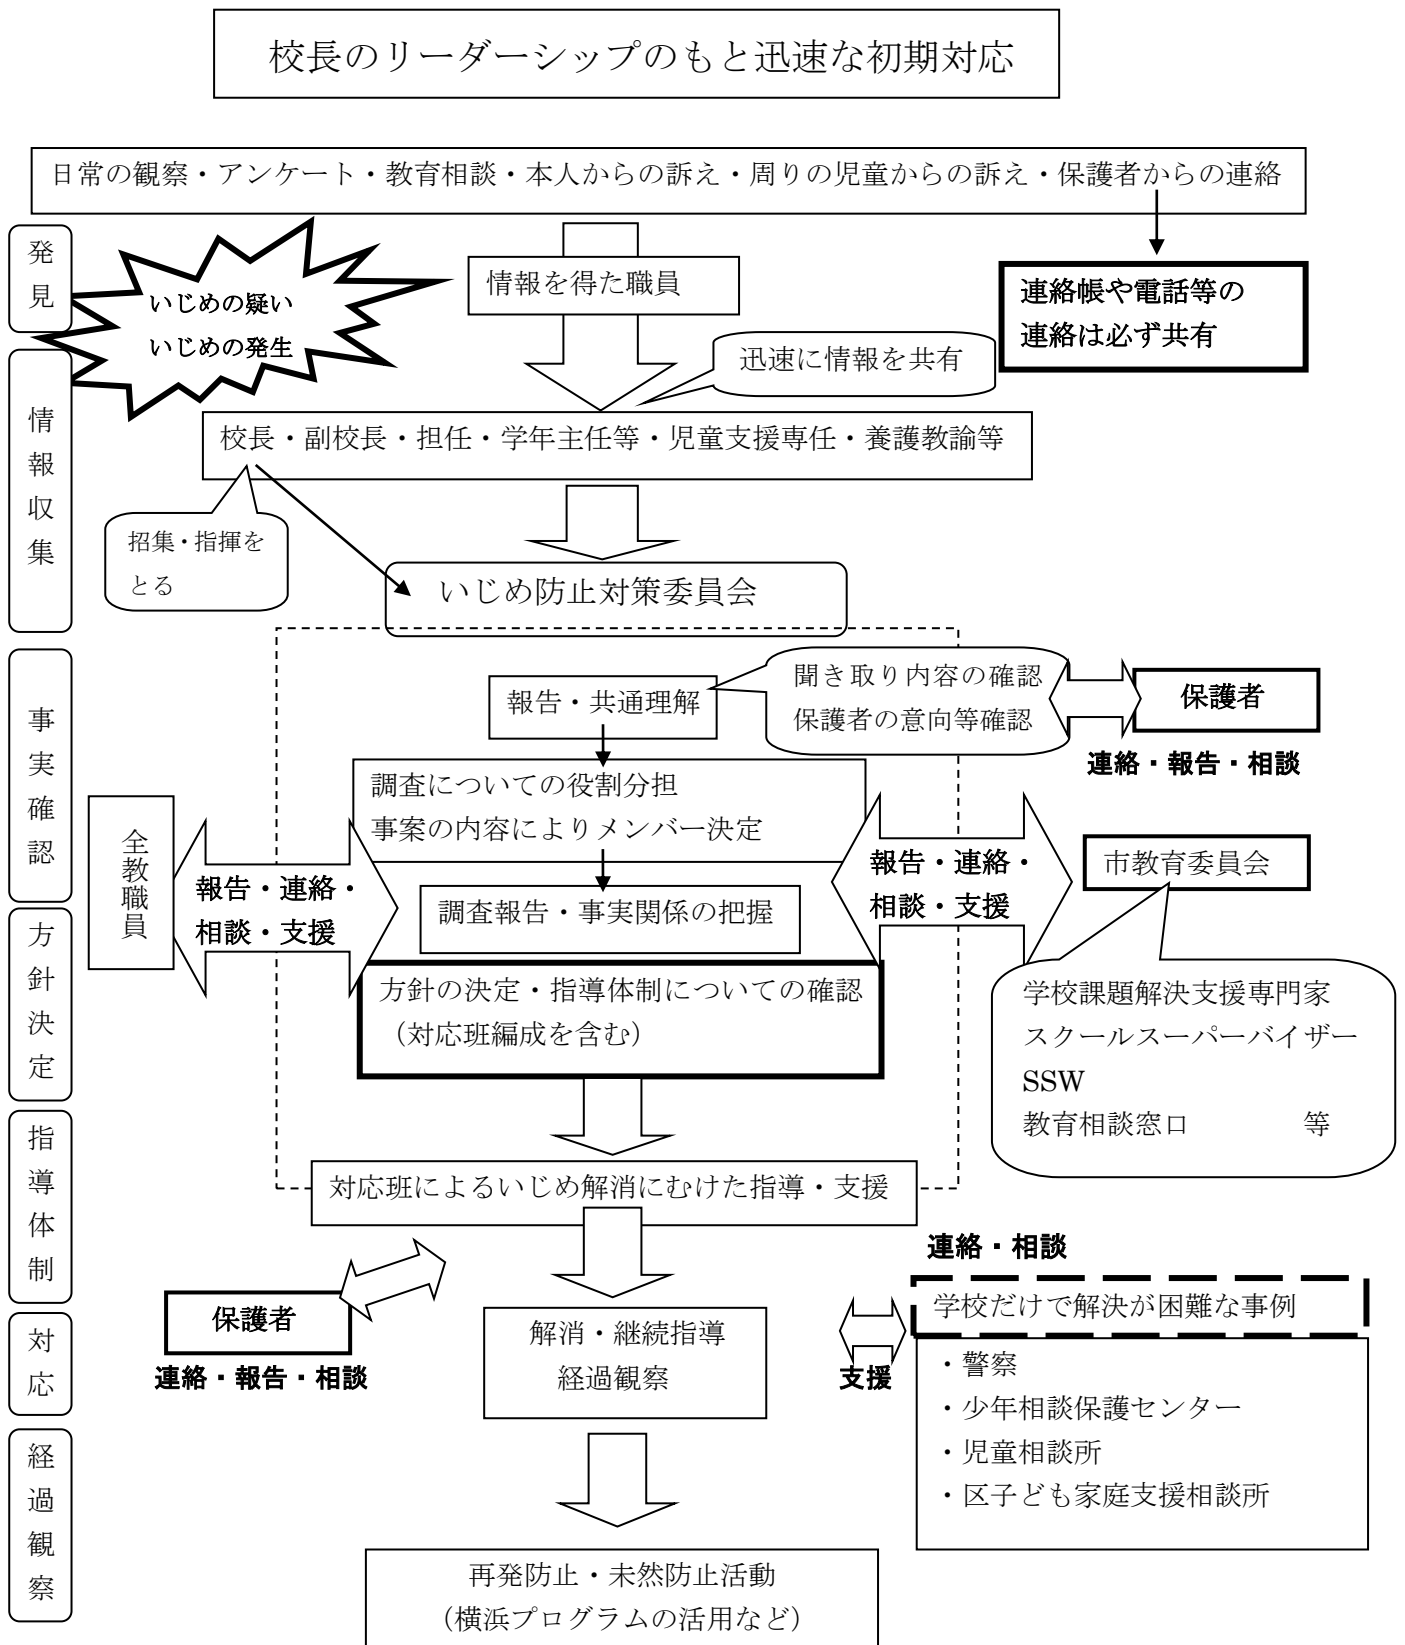 校長のリーダーシップのもと迅速な初期対応
日常の観察・アンケート・教育相談・本人からの訴え・周りの児童からの訴え・保護者からの連絡
発見
いじめの疑い
いじめの発生
情報を得た職員
連絡帳や電話等の
連絡は必ず共有
迅速に情報を共有
情報収集
校長・副校長・担任・学年主任等・児童支援専任・養護教諭等
招集・指揮を
とる
いじめ防止対策委員会
事実確認
報告・共通理解
聞き取り内容の確認
保護者の意向等確認
保護者
連絡・報告・相談
調査についての役割分担
事案の内容によりメンバー決定
全教職員
報告・連絡・
相談・支援
報告・連絡・
相談・支援
市教育委員会
調査報告・事実関係の把握
方針決定
方針の決定・指導体制についての確認
（対応班編成を含む）
学校課題解決支援専門家
スクールスーパーバイザー
SSW
教育相談窓口　　　　等
指導体制
対応班によるいじめ解消にむけた指導・支援
連絡・相談
学校だけで解決が困難な事例
保護者
連絡・報告・相談
対応
解消・継続指導
経過観察
支援
・警察
・少年相談保護センター
・児童相談所
・区子ども家庭支援相談所
経過観察
再発防止・未然防止活動
（横浜プログラムの活用など）